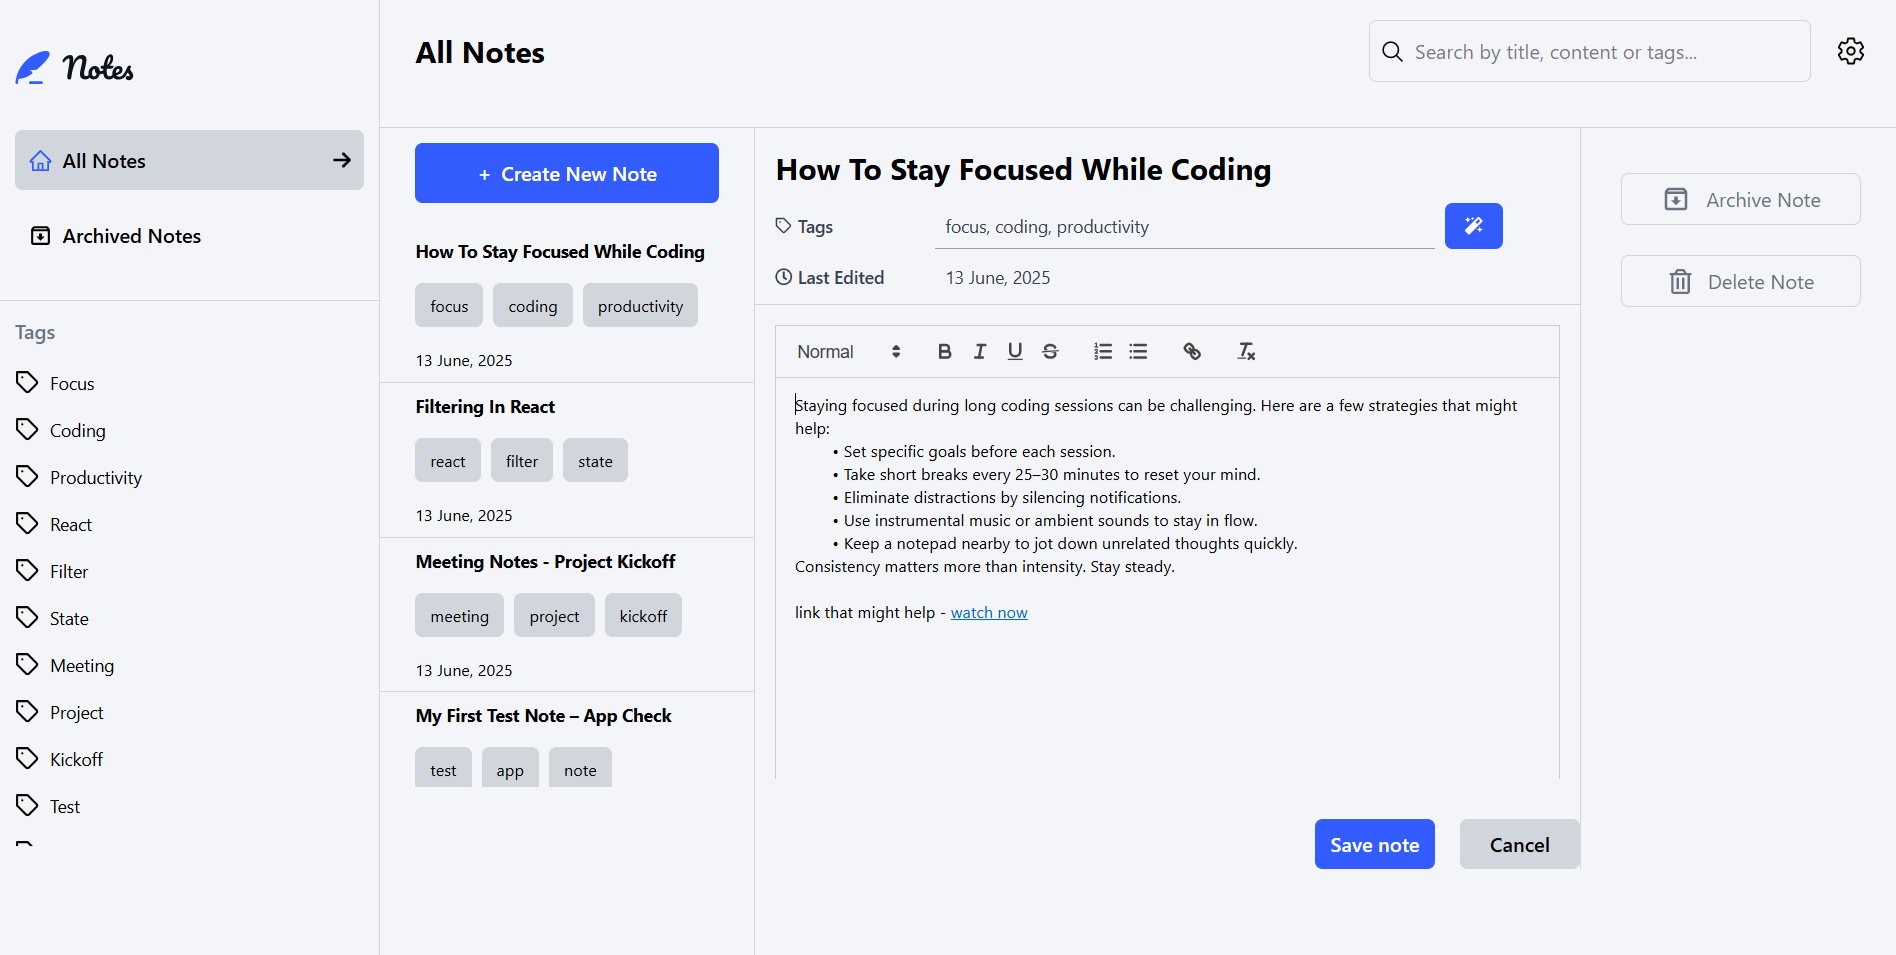 Notes
All Notes
Archived Notes
Tags
Focus
Coding
Productivity
React
Filter
State
Meeting
Project
Kickoff
Test
All Notes
Search by title, content or tags...
+ Create New Note
How To Stay Focused While Coding
focus coding productivity
13 June, 2025
Filtering In React
react filter state
13 June, 2025
Meeting Notes - Project Kickoff
meeting project kickoff
13 June, 2025
My First Test Note – App Check
test app note
How To Stay Focused While Coding
Tags focus, coding, productivity
Last Edited 13 June, 2025
Normal B I U S
Staying focused during long coding sessions can be challenging. Here are a few strategies that might
help:
• Set specific goals before each session.
• Take short breaks every 25–30 minutes to reset your mind.
• Eliminate distractions by silencing notifications.
• Use instrumental music or ambient sounds to stay in flow.
• Keep a notepad nearby to jot down unrelated thoughts quickly.
Consistency matters more than intensity. Stay steady.
link that might help - watch now
Save note Cancel
Archive Note
Delete Note